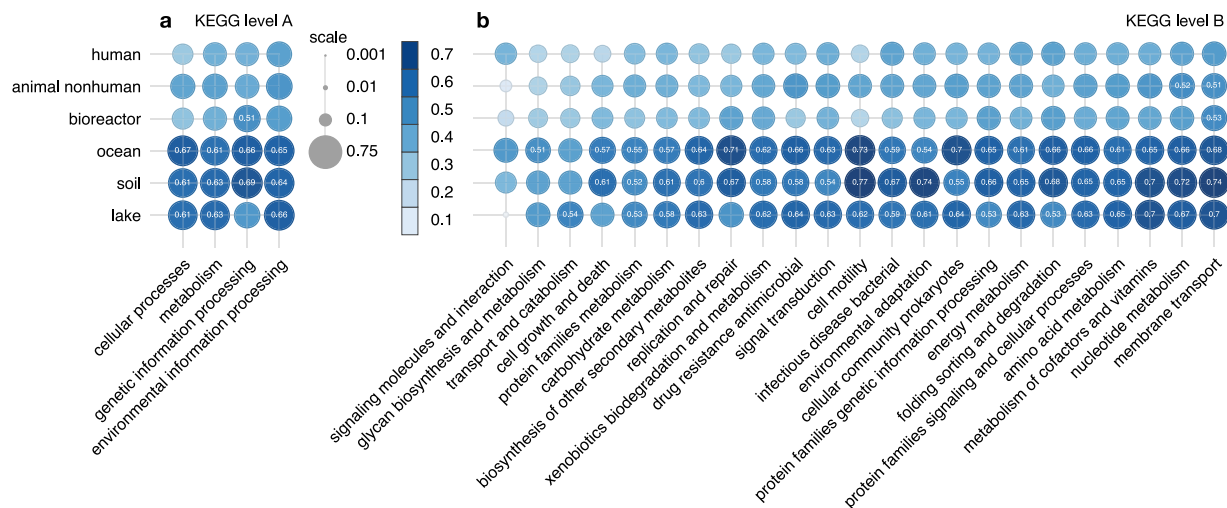 a KEGG level A
scale
b KEGG level B
human
animal nonhuman
bioreactor
ocean
soil
lake
0.51
0.67 0.61 0.66 0.65
0.61 0.63 0.69 0.64
0.61 0.63 0.66
0.001
0.01
0.1
0.75
0.7
0.6
0.5
0.4
0.3
0.2
0.1
0.52 0.51
0.53
0.51 0.57 0.55 0.57 0.64 0.71 0.62 0.66 0.63 0.73 0.59 0.54 0.7 0.65 0.61 0.66 0.66 0.61 0.65 0.66 0.68
0.61 0.52 0.61 0.6 0.67 0.58 0.58 0.54 0.77 0.67 0.74 0.55 0.66 0.65 0.68 0.65 0.65 0.7 0.72 0.74
0.54 0.53 0.58 0.63 0.62 0.64 0.63 0.62 0.59 0.61 0.64 0.53 0.63 0.53 0.63 0.65 0.7 0.67 0.7
cellular processes
metabolism
genetic information processing
environmental information processing
signaling molecules and interaction
glycan biosynthesis and metabolism
transport and catabolism
cell growth and death
protein families metabolism
carbohydrate metabolism
biosynthesis of other secondary metabolites
replication and repair
xenobiotics biodegradation and metabolism
drug resistance antimicrobial
signal transduction
cell motility
infectious disease bacterial
environmental adaptation
cellular community prokaryotes
protein families genetic information processing
energy metabolism
folding sorting and degradation
protein families signaling and cellular processes
amino acid metabolism
metabolism of cofactors and vitamins
nucleotide metabolism
membrane transport